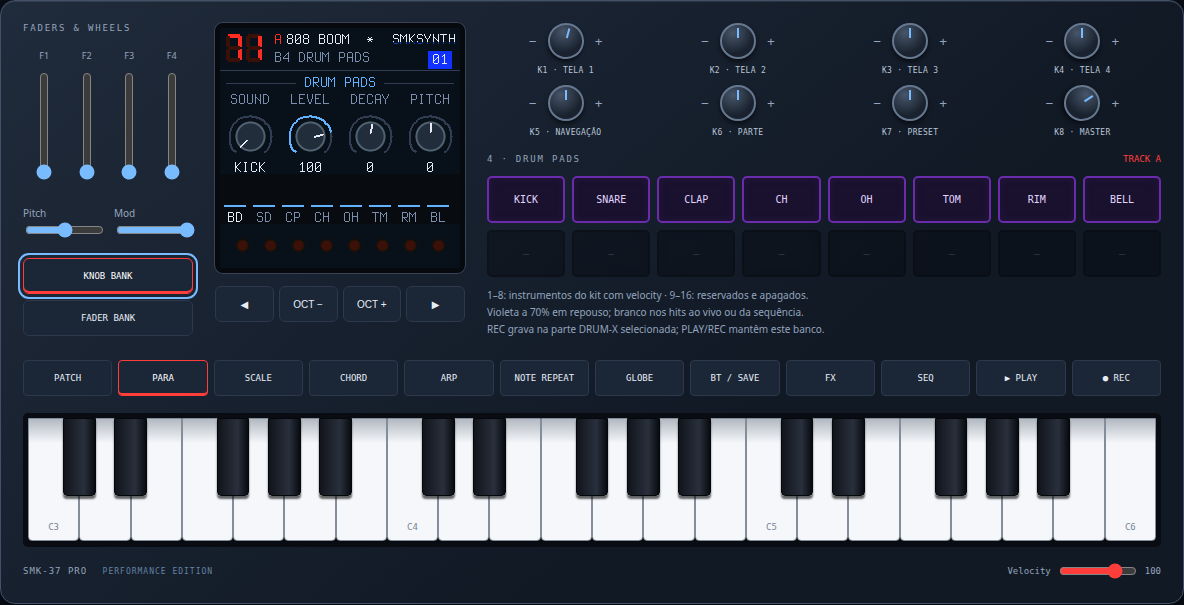 FADERS & WHEELS
F1 F2 F3 F4
Pitch Mod
KNOB BANK
FADER BANK
71 A 808 BOOM * SMKSYNTH
B4 DRUM PADS 01
DRUM PADS
SOUND LEVEL DECAY PITCH
KICK 100 0 0
BD SD CP CH OH TM RM BL
◀ OCT − OCT + ▶
− + − + − + − +
K1 · TELA 1 K2 · TELA 2 K3 · TELA 3 K4 · TELA 4
− + − + − + − +
K5 · NAVEGAÇÃO K6 · PARTE K7 · PRESET K8 · MASTER
4 · DRUM PADS TRACK A
KICK SNARE CLAP CH OH TOM RIM BELL
— — — — — — — —
1–8: instrumentos do kit com velocity · 9–16: reservados e apagados.
Violeta a 70% em repouso; branco nos hits ao vivo ou da sequência.
REC grava na parte DRUM-X selecionada; PLAY/REC mantêm este banco.
PATCH PARA SCALE CHORD ARP NOTE REPEAT GLOBE BT / SAVE FX SEQ ▶ PLAY ● REC
C3 C4 C5 C6
SMK-37 PRO PERFORMANCE EDITION Velocity 100